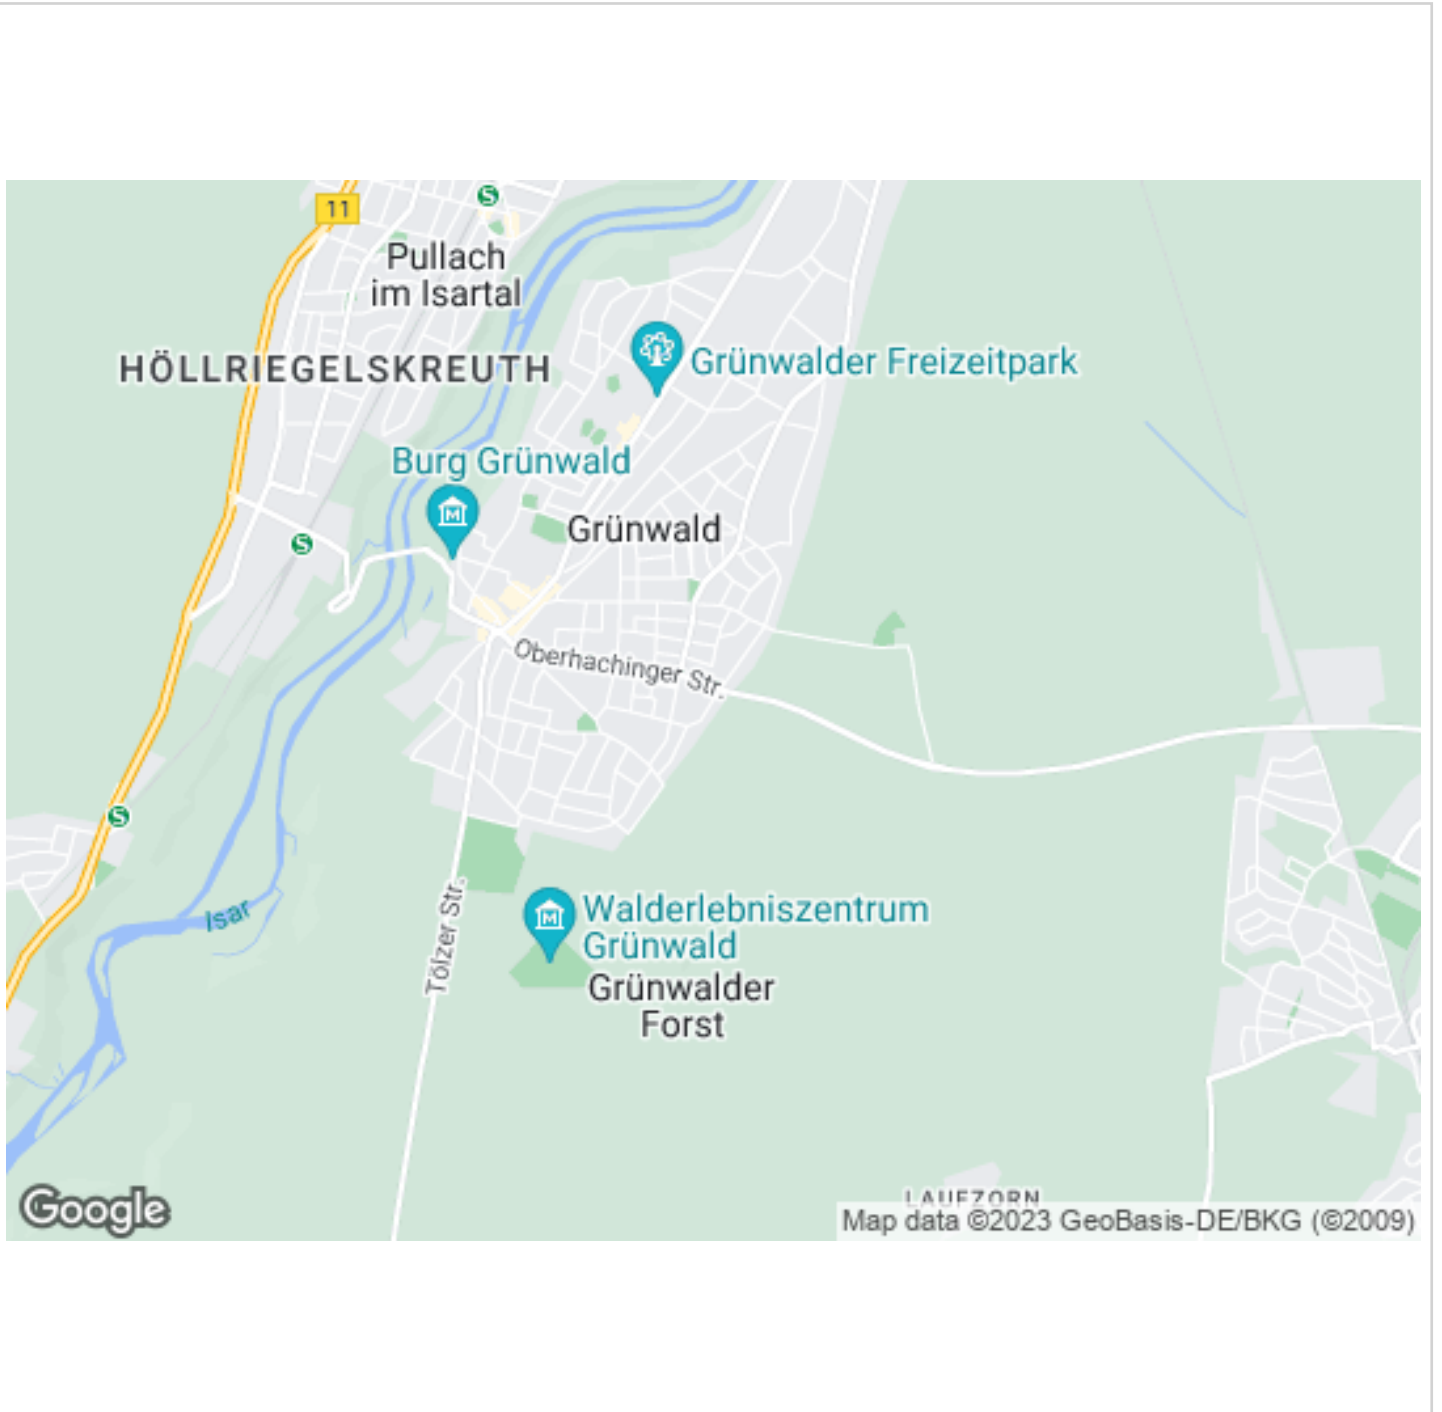 S
11
Pullach
im Isartal
HÖLLRIEGELSKREUTH
Grünwalder Freizeitpark
Burg Grünwald
M
Grünwald
S
Oberhachinger Str.
S
Isar
Tölzer Str.
M
Walderlebniszentrum
Grünwald
Grünwalder
Forst
LAUFZORN
Google
Map data ©2023 GeoBasis-DE/BKG (©2009)